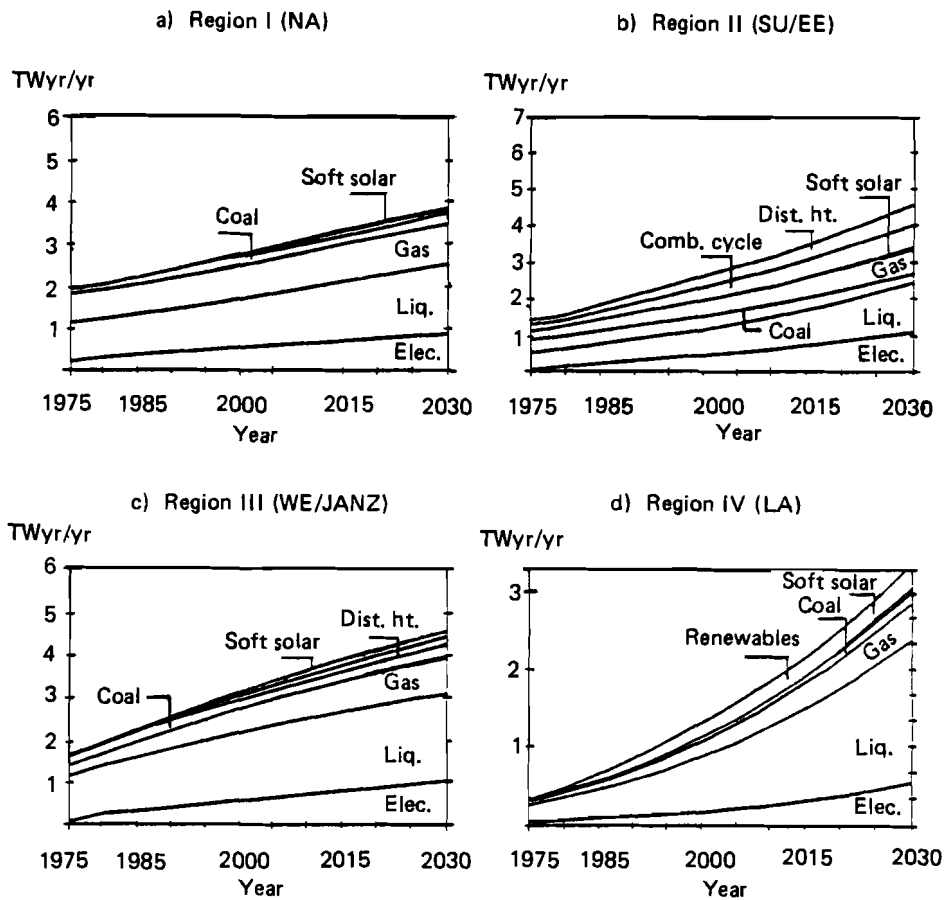 a) Region I (NA)
TWyr/yr
6
5
4
3
2
1
Soft solar
Coal
Gas
Liq.
Elec.
1975 1985 2000 2015 2030
Year
b) Region II (SU/EE)
TWyr/yr
7
6
5
4
3
2
1
Soft solar
Dist. ht.
Comb. cycle
Gas
Coal
Liq.
Elec.
1975 1985 2000 2015 2030
Year
c) Region III (WE/JANZ)
TWyr/yr
6
5
4
3
2
1
Dist. ht.
Soft solar
Coal
Gas
Liq.
Elec.
1975 1985 2000 2015 2030
Year
d) Region IV (LA)
TWyr/yr
3
2
1
Soft solar
Coal
Renewables
Gas
Liq.
Elec.
1975 1985 2000 2015 2030
Year